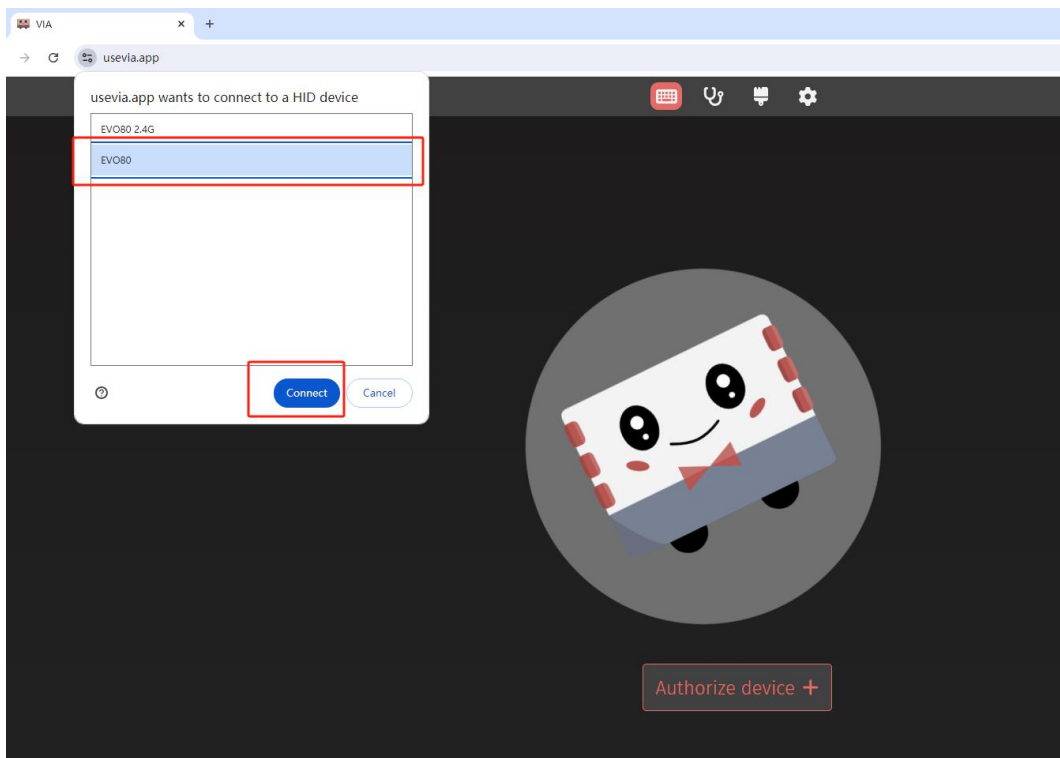 VIA
usevia.app
usevia.app wants to connect to a HID device
EVO80 2.4G
EVO80
Connect
Cancel
Authorize device +